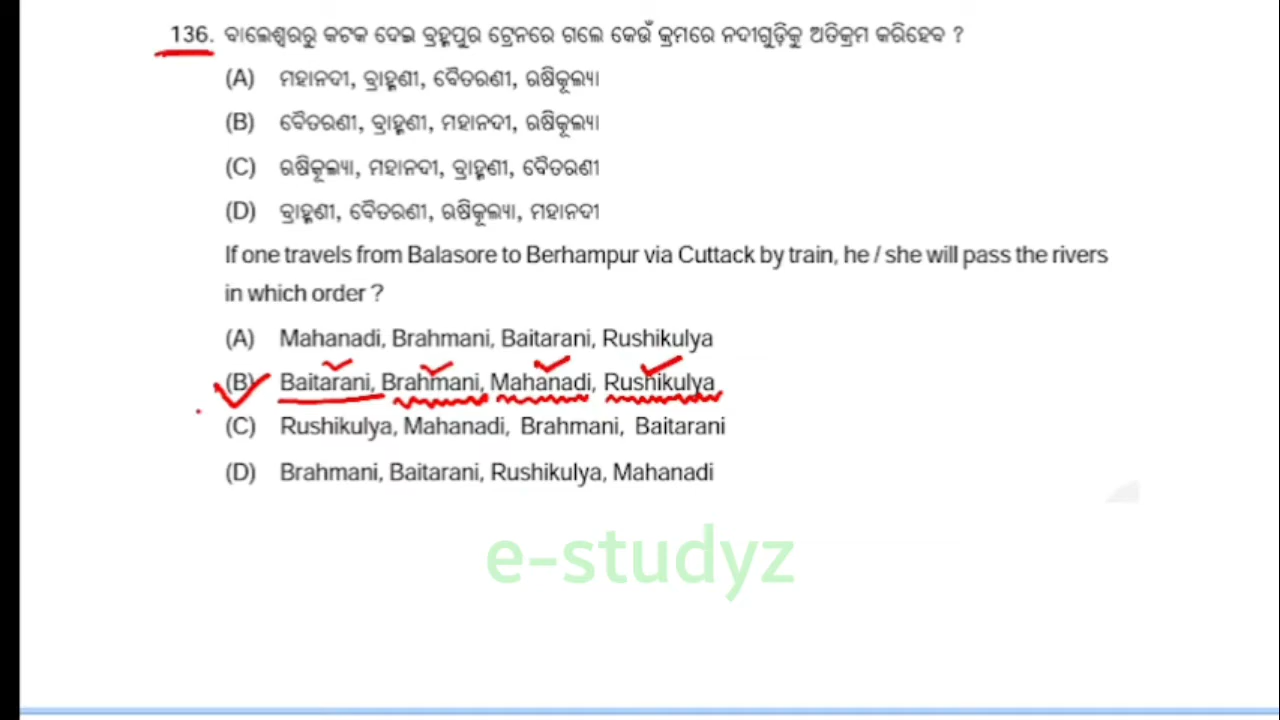 136. ବାଲେଶ୍ୱରରୁ କଟକ ଦେଇ ବ୍ରହ୍ମପୁର ଟ୍ରେନରେ ଗଲେ କେଉଁ କ୍ରମରେ ନଦୀଗୁଡ଼ିକୁ ଅତିକ୍ରମ କରିହେବ ?
(A) ମହାନଦୀ, ବ୍ରାହ୍ମଣୀ, ବୈତରଣୀ, ଋଷିକୂଲ୍ୟା
(B) ବୈତରଣୀ, ବ୍ରାହ୍ମଣୀ, ମହାନଦୀ, ଋଷିକୂଲ୍ୟା
(C) ଋଷିକୂଲ୍ୟା, ମହାନଦୀ, ବ୍ରାହ୍ମଣୀ, ବୈତରଣୀ
(D) ବ୍ରାହ୍ମଣୀ, ବୈତରଣୀ, ଋଷିକୂଲ୍ୟା, ମହାନଦୀ
If one travels from Balasore to Berhampur via Cuttack by train, he / she will pass the rivers
in which order ?
(A) Mahanadi, Brahmani, Baitarani, Rushikulya
(B) Baitarani, Brahmani, Mahanadi, Rushikulya
(C) Rushikulya, Mahanadi, Brahmani, Baitarani
(D) Brahmani, Baitarani, Rushikulya, Mahanadi
e-studyz